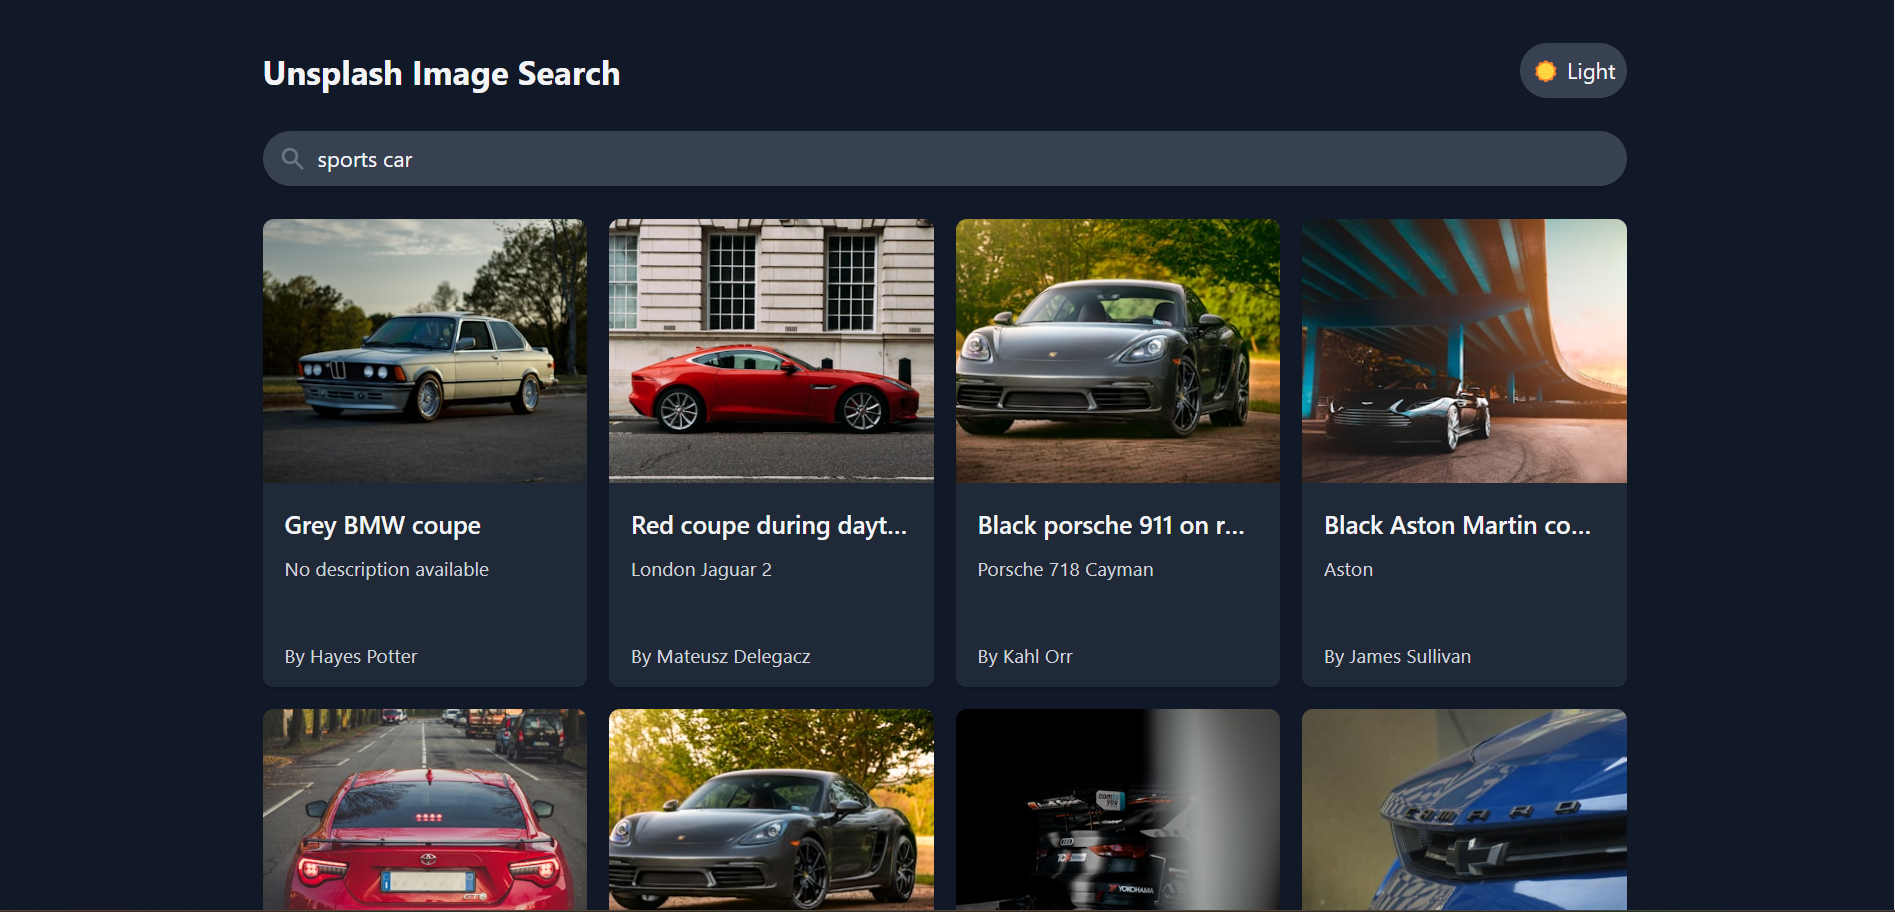 Unsplash Image Search
Light
sports car
Grey BMW coupe
No description available
By Hayes Potter
Red coupe during dayt...
London Jaguar 2
By Mateusz Delegacz
Black porsche 911 on r...
Porsche 718 Cayman
By Kahl Orr
Black Aston Martin co...
Aston
By James Sullivan
YOKOHAMA